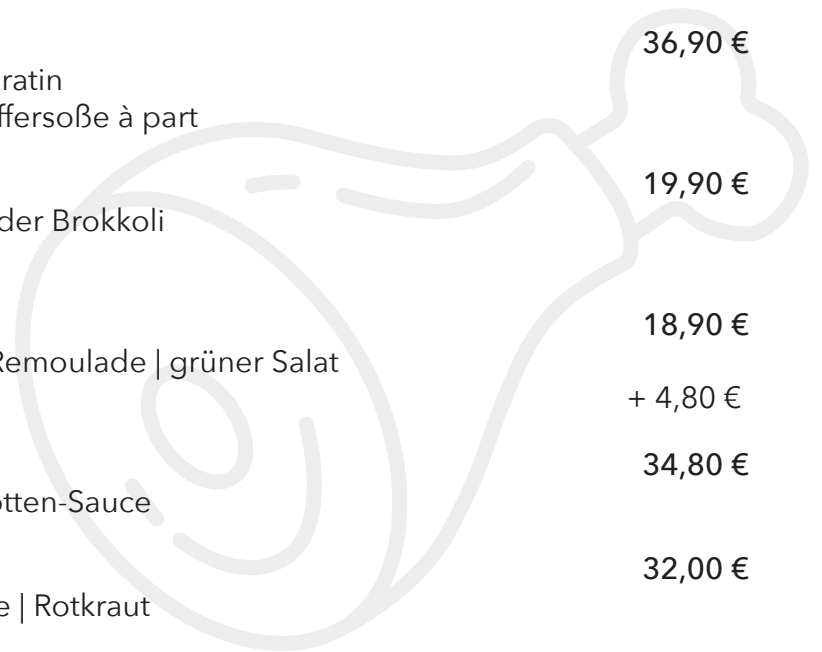 36,90 €
ratin
ffersoße à part
19,90 €
der Brokkoli
18,90 €
Remoulade | grüner Salat
+ 4,80 €
34,80 €
otten-Sauce
32,00 €
e | Rotkraut